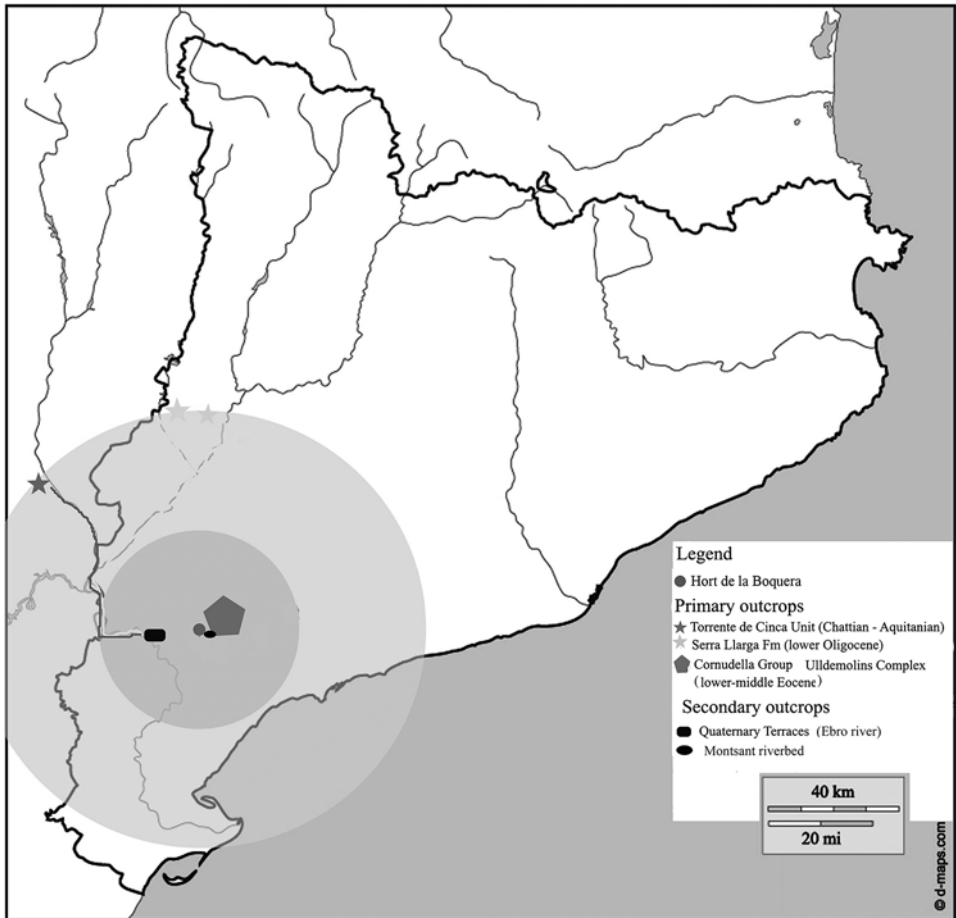 Legend
Hort de la Boquera
Primary outcrops
Torrente de Cinca Unit (Chattian - Aquitanian)
Serra Llarga Fm (lower Oligocene)
Cornudella Group Ulldemolins Complex
(lower-middle Eocene)
Secondary outcrops
Quaternary Terraces (Ebro river)
Montsant riverbed
40 km
20 mi
© d-maps.com